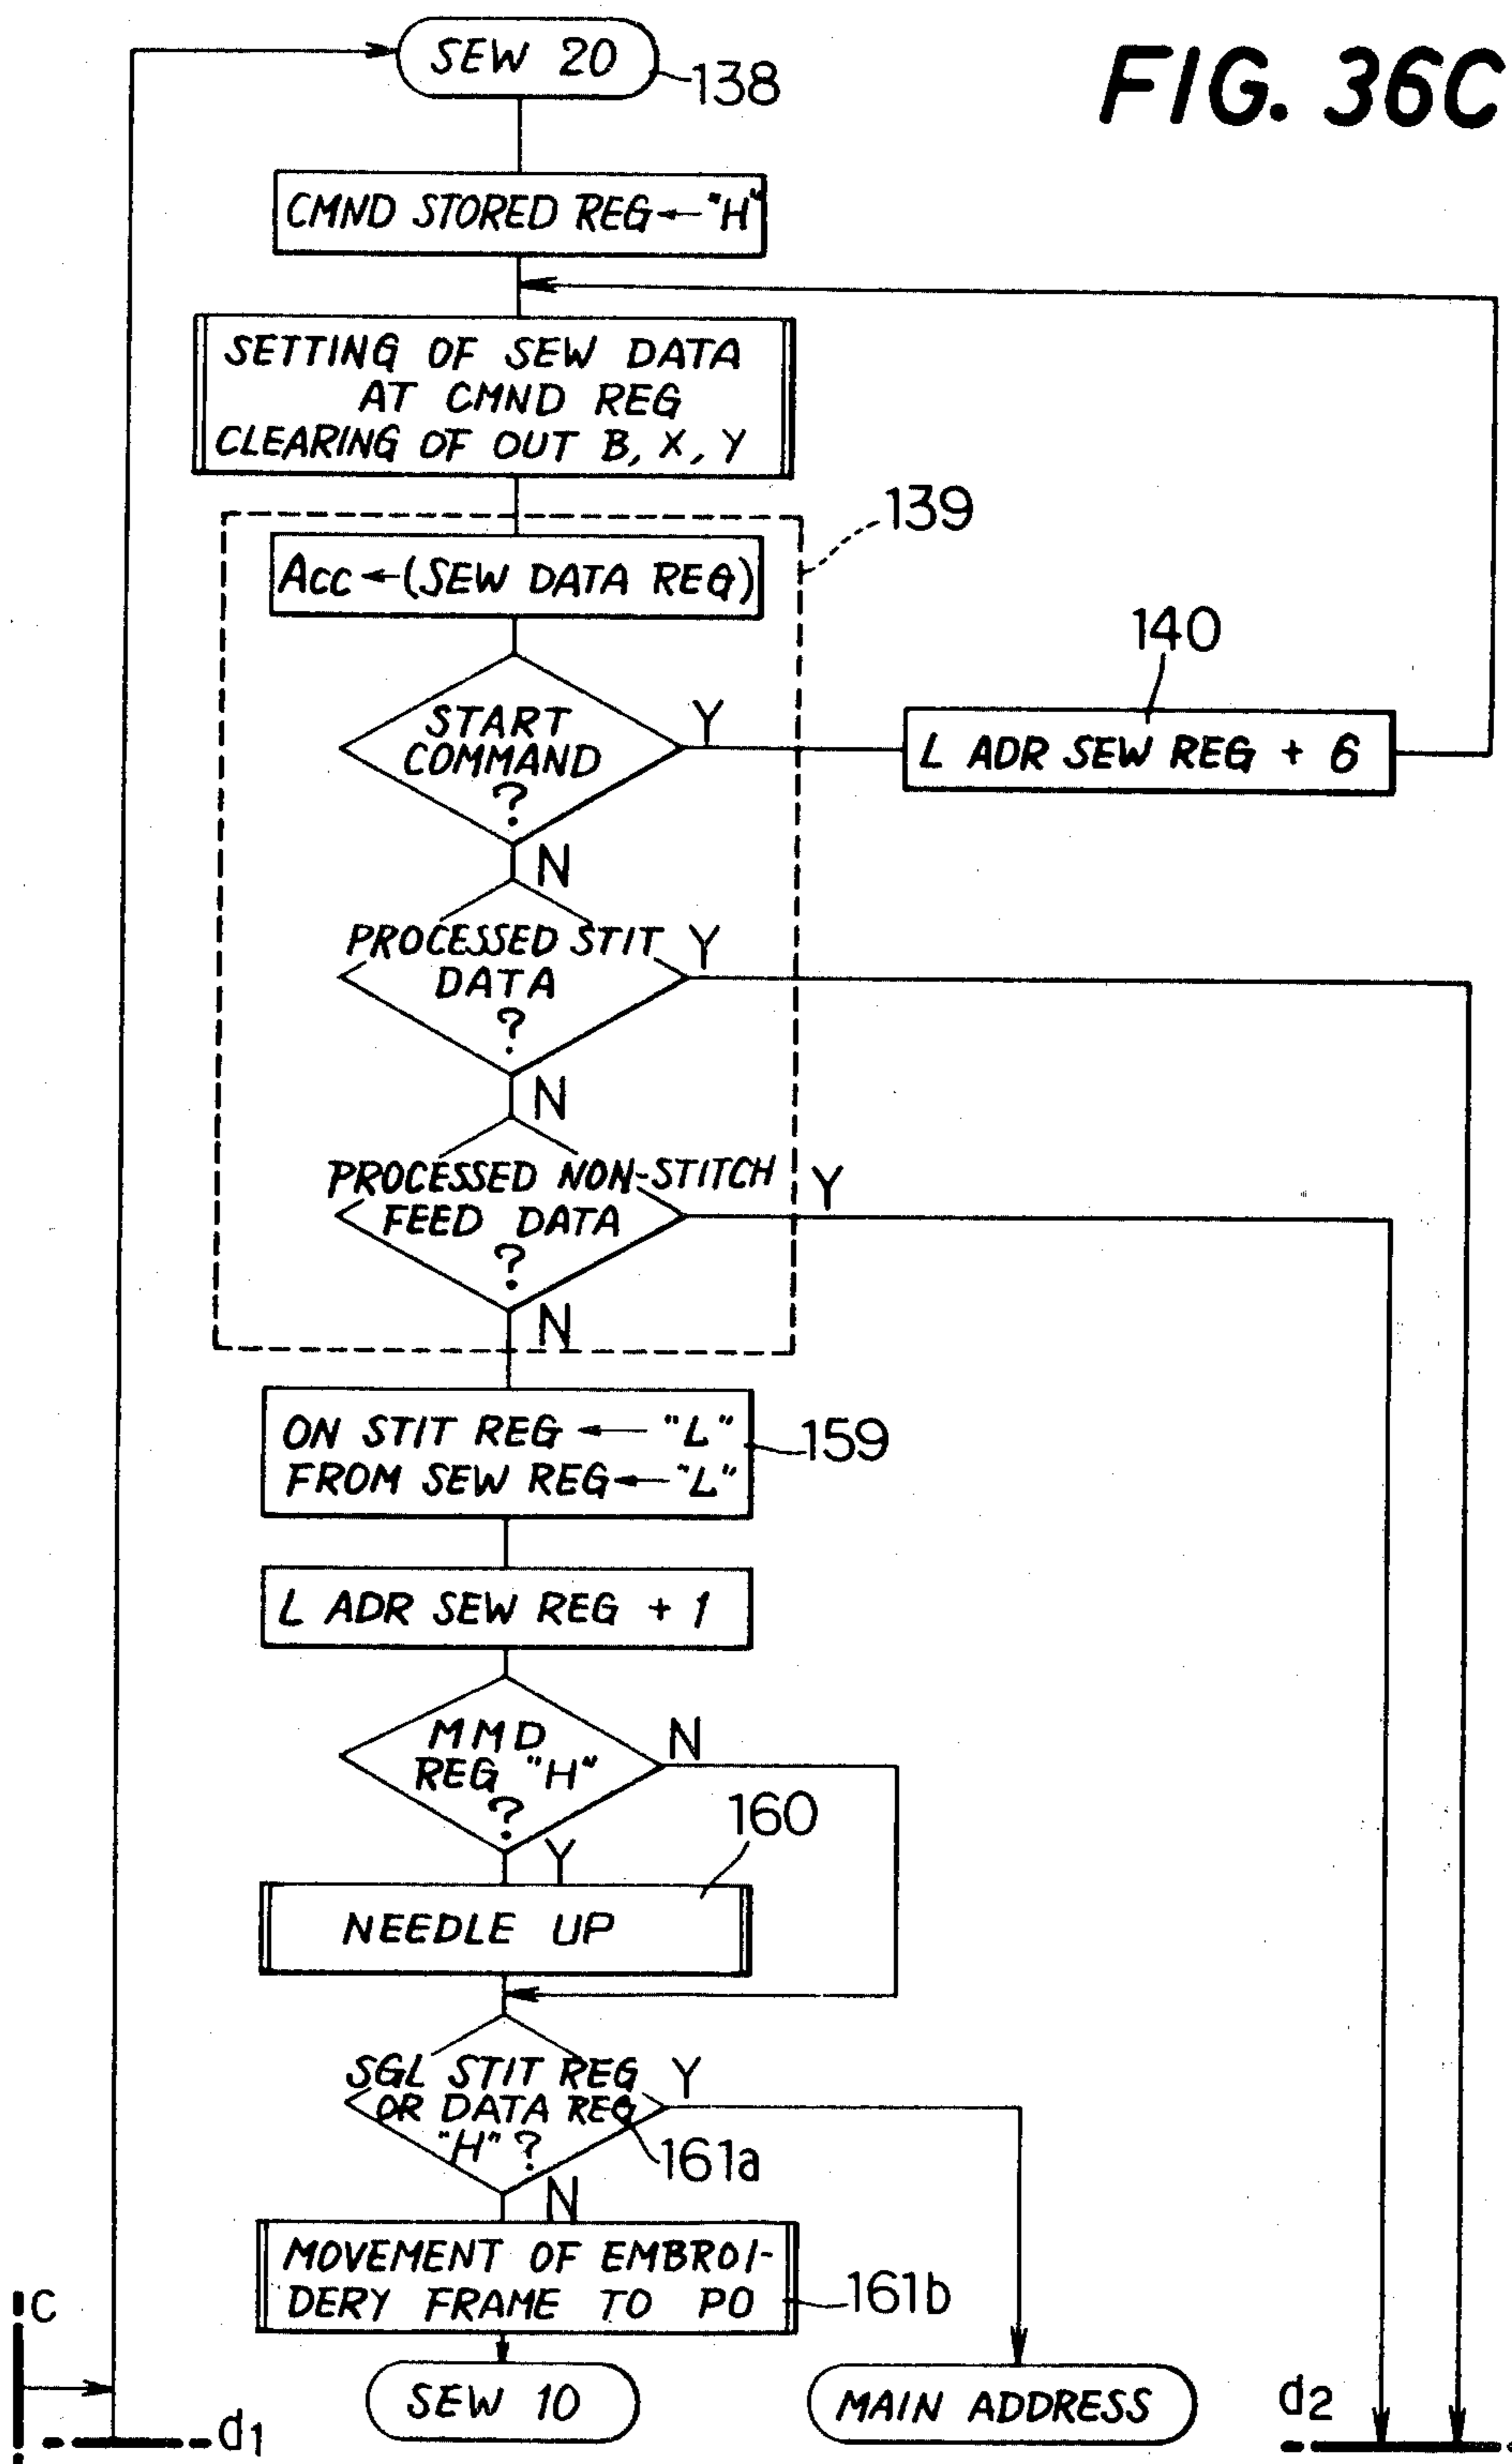 FIG. 36C
SEW 20
138
CMND STORED REG ← "H"
SETTING OF SEW DATA
AT CMND REG
CLEARING OF OUT B, X, Y
139
Acc ← (SEW DATA REG)
START
COMMAND
?
Y
140
L ADR SEW REG + 6
N
PROCESSED STIT
DATA
?
Y
N
PROCESSED NON-STITCH
FEED DATA
?
Y
N
ON STIT REG ← "L"
FROM SEW REG ← "L"
159
L ADR SEW REG + 1
MMD
REG "H"
?
N
Y
160
NEEDLE UP
SGL STIT REG
OR DATA REG
"H" ?
Y
161a
N
MOVEMENT OF EMBROI-
DERY FRAME TO PO
161b
C
SEW 10
MAIN ADDRESS
d1
d2